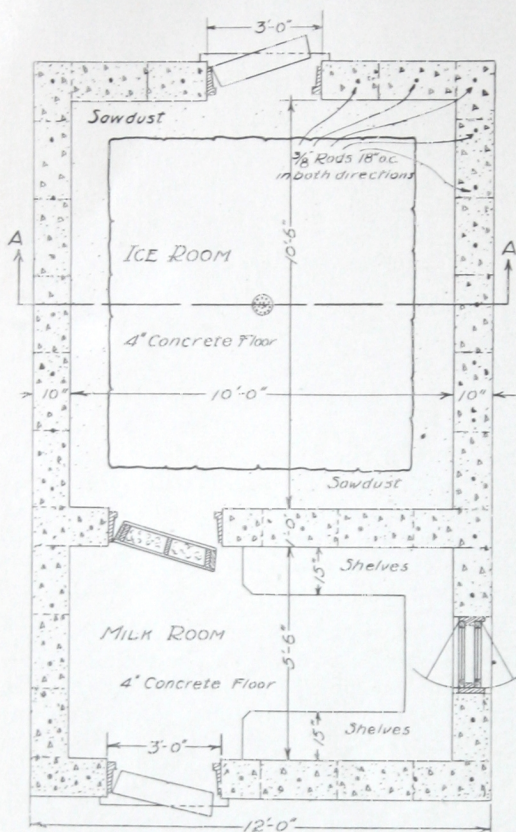 3'-0"
Sawdust
3/8" Rods 18" o.c.
in both directions
A
A
ICE ROOM
10'-6"
4" Concrete Floor
10"
10'-0"
10"
Sawdust
1'-0"
15"
Shelves
MILK ROOM
5'-6"
4" Concrete Floor
3'-0"
15"
Shelves
12'-0"